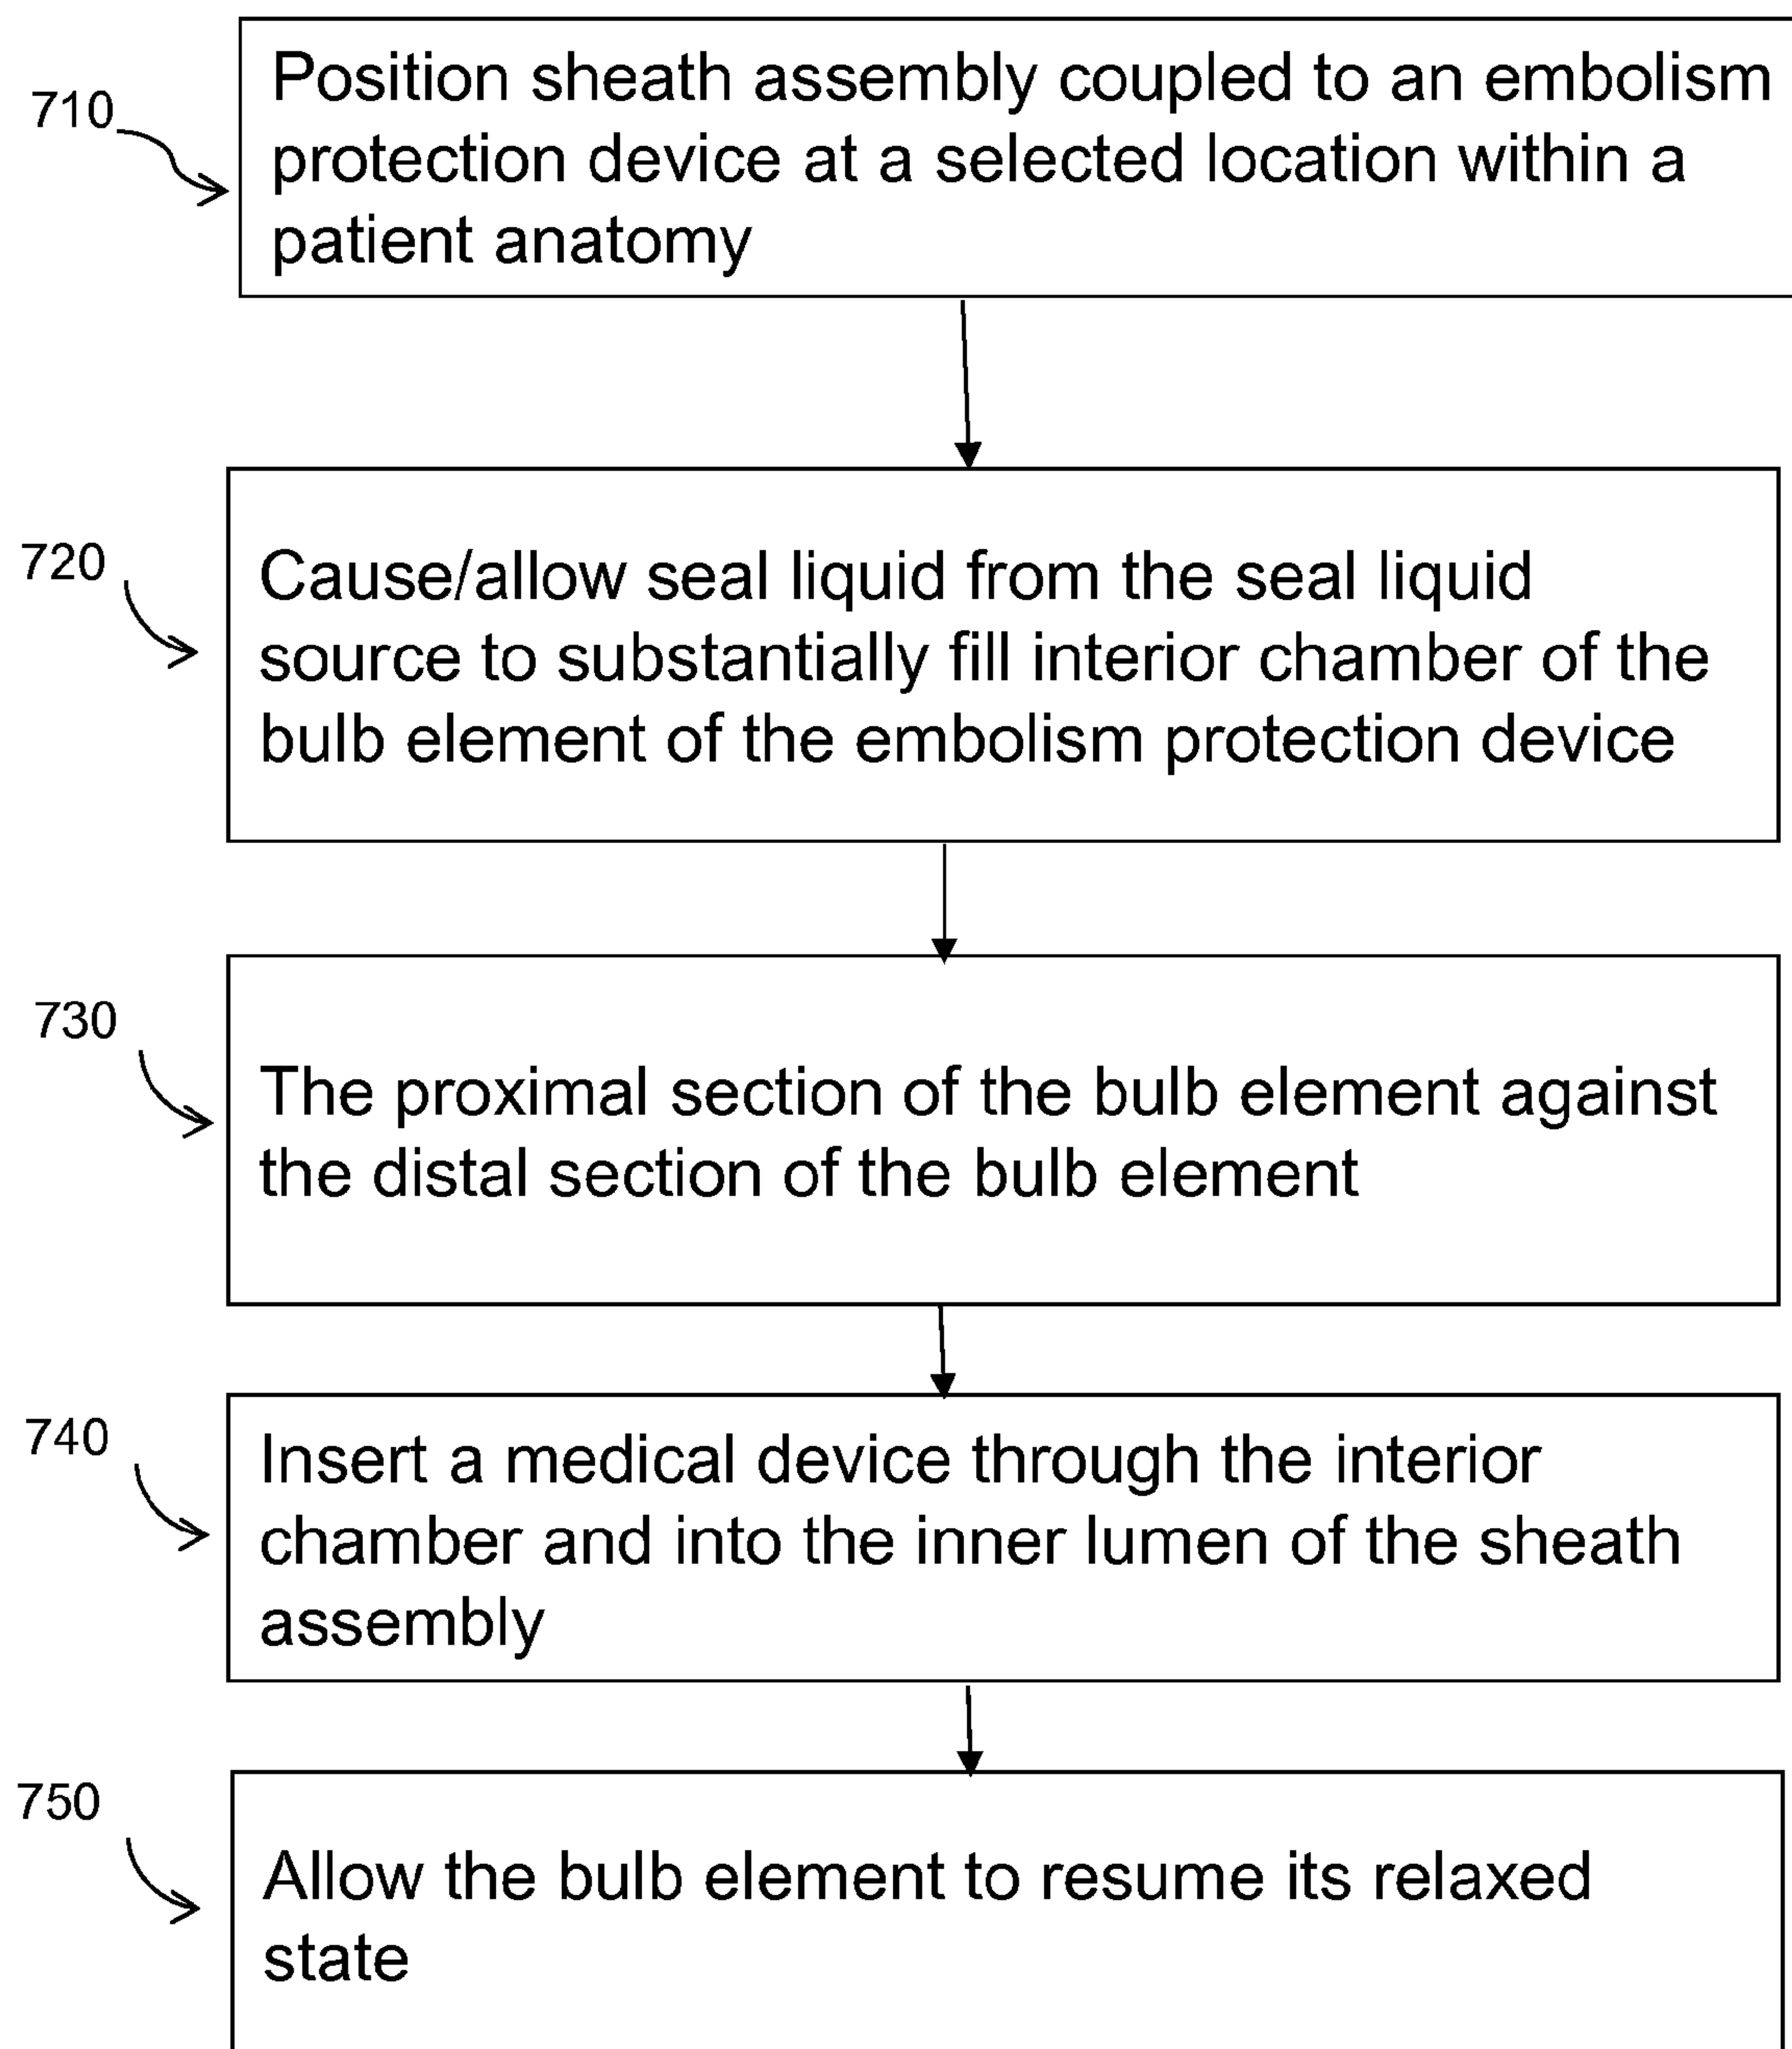 710
Position sheath assembly coupled to an embolism
protection device at a selected location within a
patient anatomy
720
Cause/allow seal liquid from the seal liquid
source to substantially fill interior chamber of the
bulb element of the embolism protection device
730
The proximal section of the bulb element against
the distal section of the bulb element
740
Insert a medical device through the interior
chamber and into the inner lumen of the sheath
assembly
750
Allow the bulb element to resume its relaxed
state